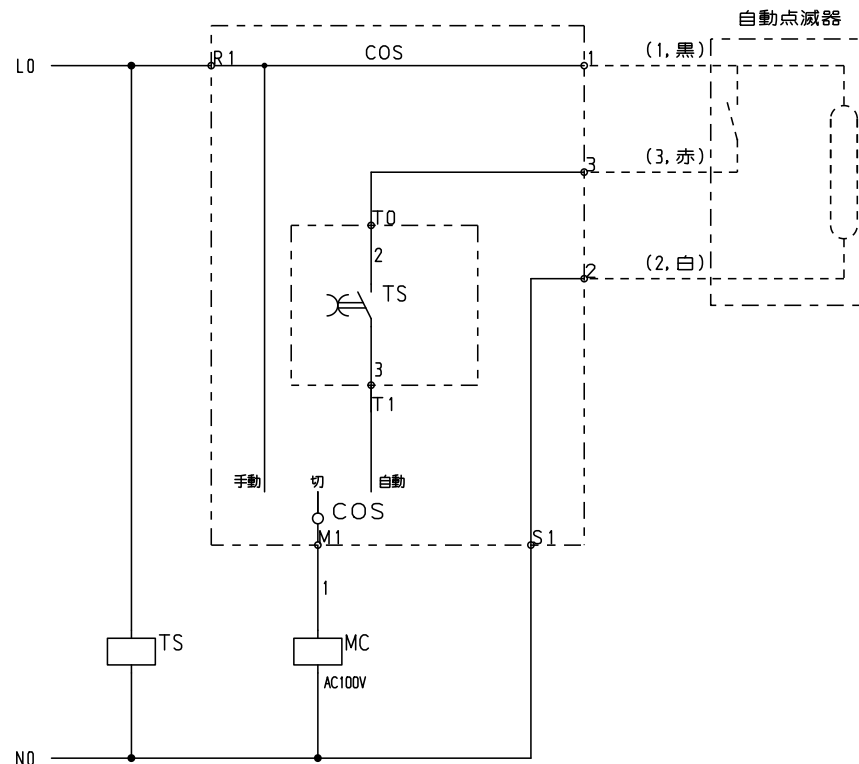 自動点滅器
L0
R1
COS
1
(1,黒)
3
(3,赤)
T0
2
2
(2,白)
TS
3
T1
手動
切
自動
COS
M1
S1
1
TS
MC
AC100V
N0